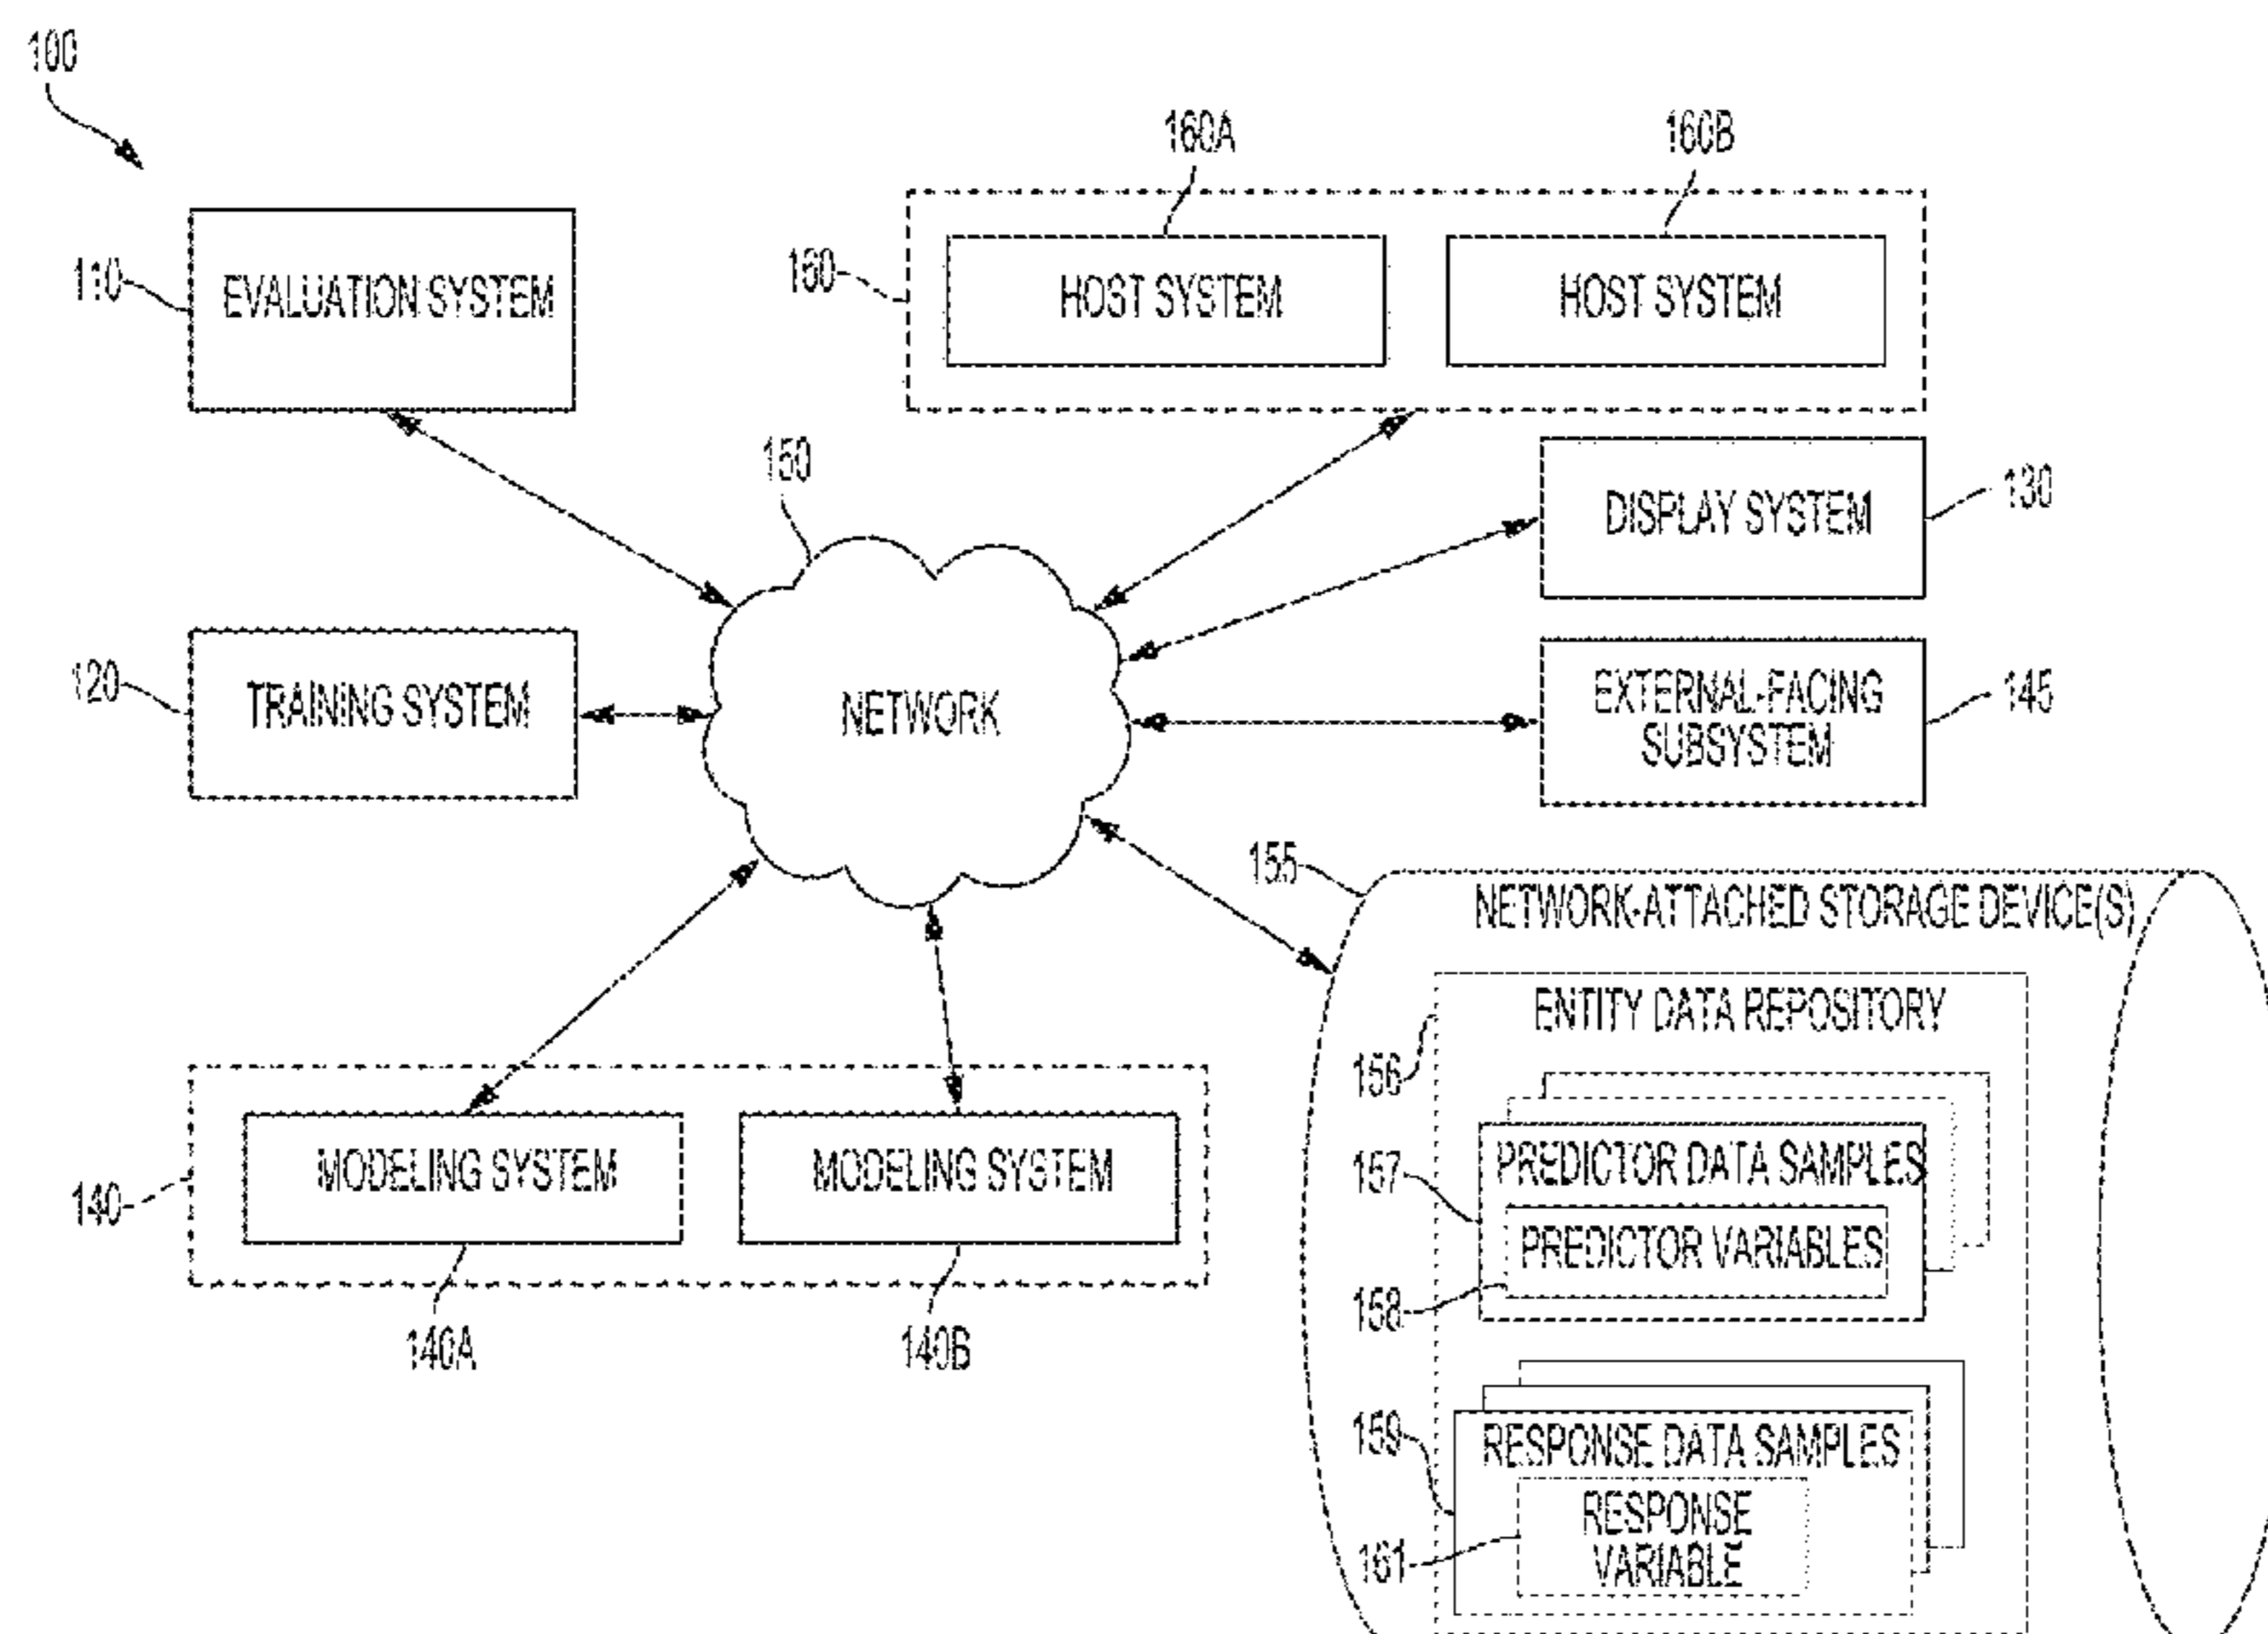 100
160A
160B
110
EVALUATION SYSTEM
160
HOST SYSTEM
HOST SYSTEM
150
DISPLAY SYSTEM
130
120
TRAINING SYSTEM
NETWORK
EXTERNAL-FACING
SUBSYSTEM
145
155
NETWORK-ATTACHED STORAGE DEVICE(S)
ENTITY DATA REPOSITORY
156
140
MODELING SYSTEM
MODELING SYSTEM
157
PREDICTOR DATA SAMPLES
PREDICTOR VARIABLES
158
140A
140B
159
RESPONSE DATA SAMPLES
RESPONSE
VARIABLE
161